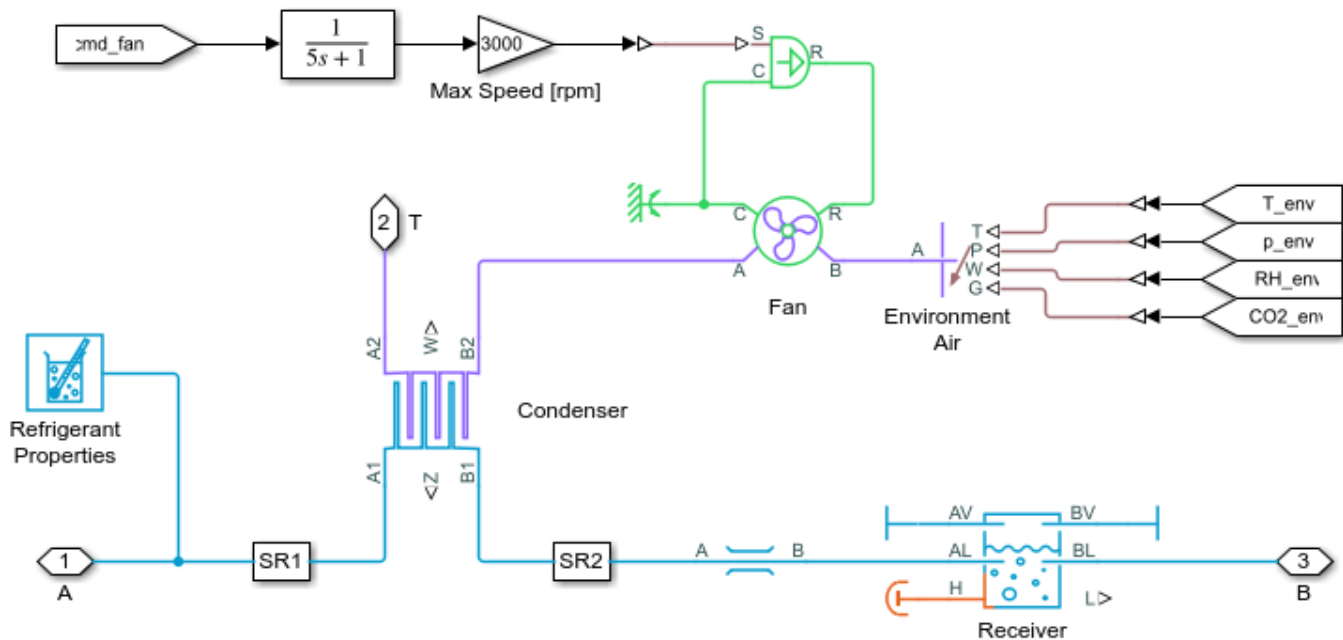 cmd_fan
1
5s+1
3000
Max Speed [rpm]
S
C
R
2
T
C
R
A
B
Fan
A
T
P
W
G
Environment
Air
T_env
p_env
RH_env
CO2_env
Refrigerant
Properties
A2
W>
B2
Condenser
A1
<Z
B1
1
A
SR1
SR2
A
B
AV
BV
AL
BL
H
L>
Receiver
3
B